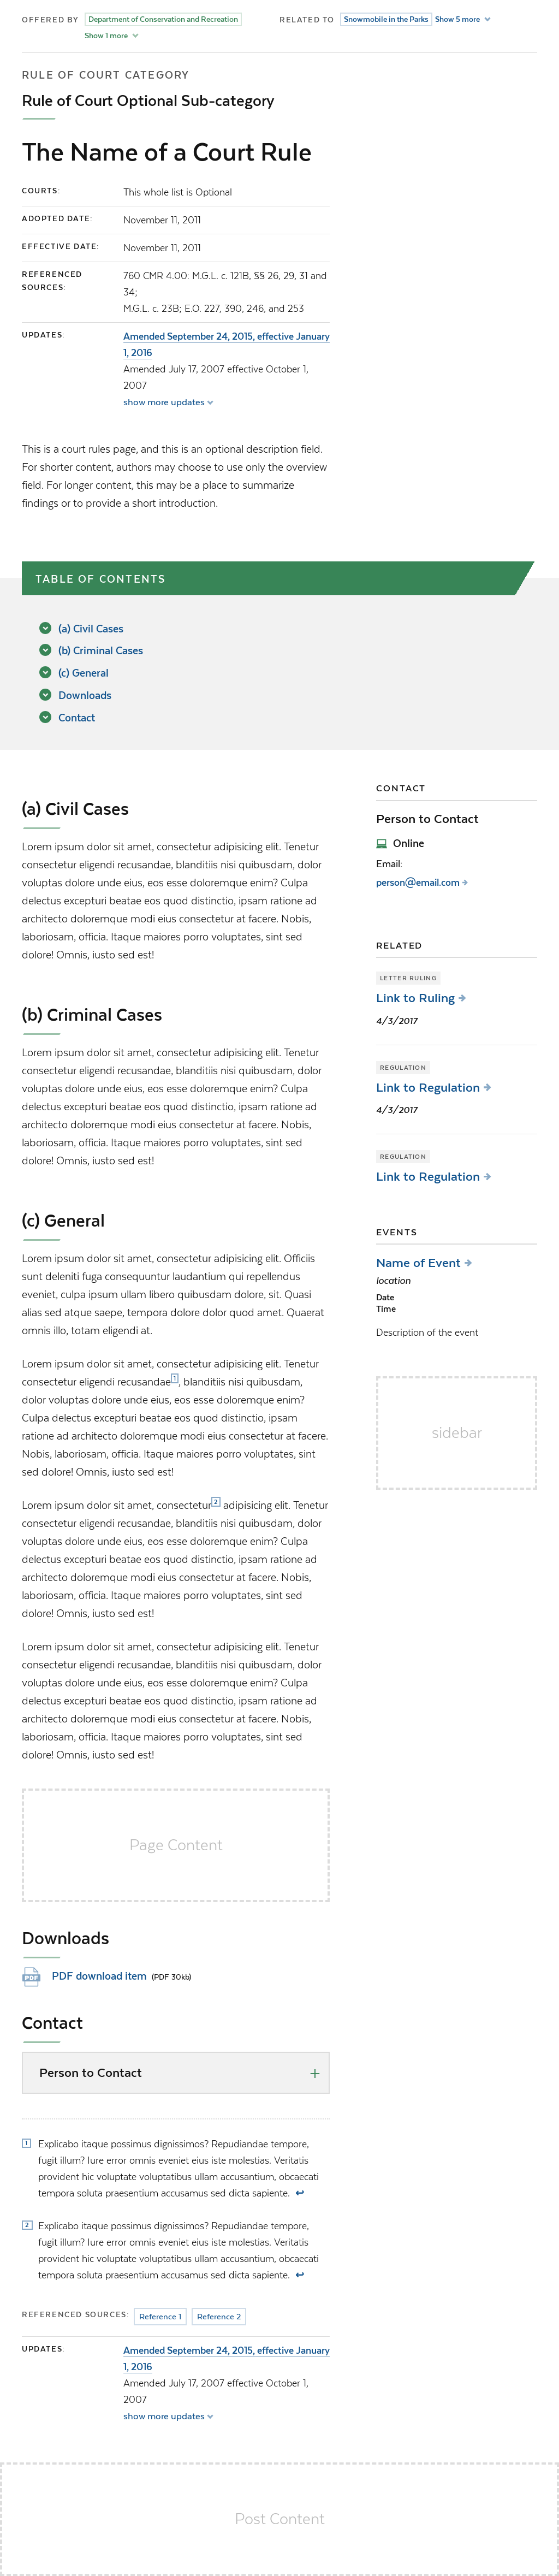 OFFERED BY Department of Conservation and Recreation
Show 1 more
RELATED TO Snowmobile in the Parks Show 5 more
RULE OF COURT CATEGORY
Rule of Court Optional Sub-category
The Name of a Court Rule
COURTS: This whole list is Optional
ADOPTED DATE: November 11, 2011
EFFECTIVE DATE: November 11, 2011
REFERENCED SOURCES: 760 CMR 4.00: M.G.L. c. 121B, §§ 26, 29, 31 and
34;
M.G.L. c. 23B; E.O. 227, 390, 246, and 253
UPDATES: Amended September 24, 2015, effective January
1, 2016
Amended July 17, 2007 effective October 1,
2007
show more updates
This is a court rules page, and this is an optional description field.
For shorter content, authors may choose to use only the overview
field. For longer content, this may be a place to summarize
findings or to provide a short introduction.
TABLE OF CONTENTS
(a) Civil Cases
(b) Criminal Cases
(c) General
Downloads
Contact
(a) Civil Cases
Lorem ipsum dolor sit amet, consectetur adipisicing elit. Tenetur
consectetur eligendi recusandae, blanditiis nisi quibusdam, dolor
voluptas dolore unde eius, eos esse doloremque enim? Culpa
delectus excepturi beatae eos quod distinctio, ipsam ratione ad
architecto doloremque modi eius consectetur at facere. Nobis,
laboriosam, officia. Itaque maiores porro voluptates, sint sed
dolore! Omnis, iusto sed est!
(b) Criminal Cases
Lorem ipsum dolor sit amet, consectetur adipisicing elit. Tenetur
consectetur eligendi recusandae, blanditiis nisi quibusdam, dolor
voluptas dolore unde eius, eos esse doloremque enim? Culpa
delectus excepturi beatae eos quod distinctio, ipsam ratione ad
architecto doloremque modi eius consectetur at facere. Nobis,
laboriosam, officia. Itaque maiores porro voluptates, sint sed
dolore! Omnis, iusto sed est!
(c) General
Lorem ipsum dolor sit amet, consectetur adipisicing elit. Officiis
sunt deleniti fuga consequuntur laudantium qui repellendus
eveniet, culpa ipsum ullam libero quibusdam dolore, sit. Quasi
alias sed atque saepe, tempora dolore dolor quod amet. Quaerat
omnis illo, totam eligendi at.
Lorem ipsum dolor sit amet, consectetur adipisicing elit. Tenetur
consectetur eligendi recusandae1, blanditiis nisi quibusdam,
dolor voluptas dolore unde eius, eos esse doloremque enim?
Culpa delectus excepturi beatae eos quod distinctio, ipsam
ratione ad architecto doloremque modi eius consectetur at facere.
Nobis, laboriosam, officia. Itaque maiores porro voluptates, sint
sed dolore! Omnis, iusto sed est!
Lorem ipsum dolor sit amet, consectetur2 adipisicing elit. Tenetur
consectetur eligendi recusandae, blanditiis nisi quibusdam, dolor
voluptas dolore unde eius, eos esse doloremque enim? Culpa
delectus excepturi beatae eos quod distinctio, ipsam ratione ad
architecto doloremque modi eius consectetur at facere. Nobis,
laboriosam, officia. Itaque maiores porro voluptates, sint sed
dolore! Omnis, iusto sed est!
Lorem ipsum dolor sit amet, consectetur adipisicing elit. Tenetur
consectetur eligendi recusandae, blanditiis nisi quibusdam, dolor
voluptas dolore unde eius, eos esse doloremque enim? Culpa
delectus excepturi beatae eos quod distinctio, ipsam ratione ad
architecto doloremque modi eius consectetur at facere. Nobis,
laboriosam, officia. Itaque maiores porro voluptates, sint sed
dolore! Omnis, iusto sed est!
Page Content
Downloads
PDF PDF download item (PDF 30kb)
Contact
Person to Contact
1 Explicabo itaque possimus dignissimos? Repudiandae tempore,
fugit illum? Iure error omnis eveniet eius iste molestias. Veritatis
provident hic voluptate voluptatibus ullam accusantium, obcaecati
tempora soluta praesentium accusamus sed dicta sapiente. ↩
2 Explicabo itaque possimus dignissimos? Repudiandae tempore,
fugit illum? Iure error omnis eveniet eius iste molestias. Veritatis
provident hic voluptate voluptatibus ullam accusantium, obcaecati
tempora soluta praesentium accusamus sed dicta sapiente. ↩
REFERENCED SOURCES: Reference 1 Reference 2
UPDATES: Amended September 24, 2015, effective January
1, 2016
Amended July 17, 2007 effective October 1,
2007
show more updates
CONTACT
Person to Contact
Online
Email:
person@email.com
RELATED
LETTER RULING
Link to Ruling
4/3/2017
REGULATION
Link to Regulation
4/3/2017
REGULATION
Link to Regulation
EVENTS
Name of Event
location
Date
Time
Description of the event
sidebar
Post Content